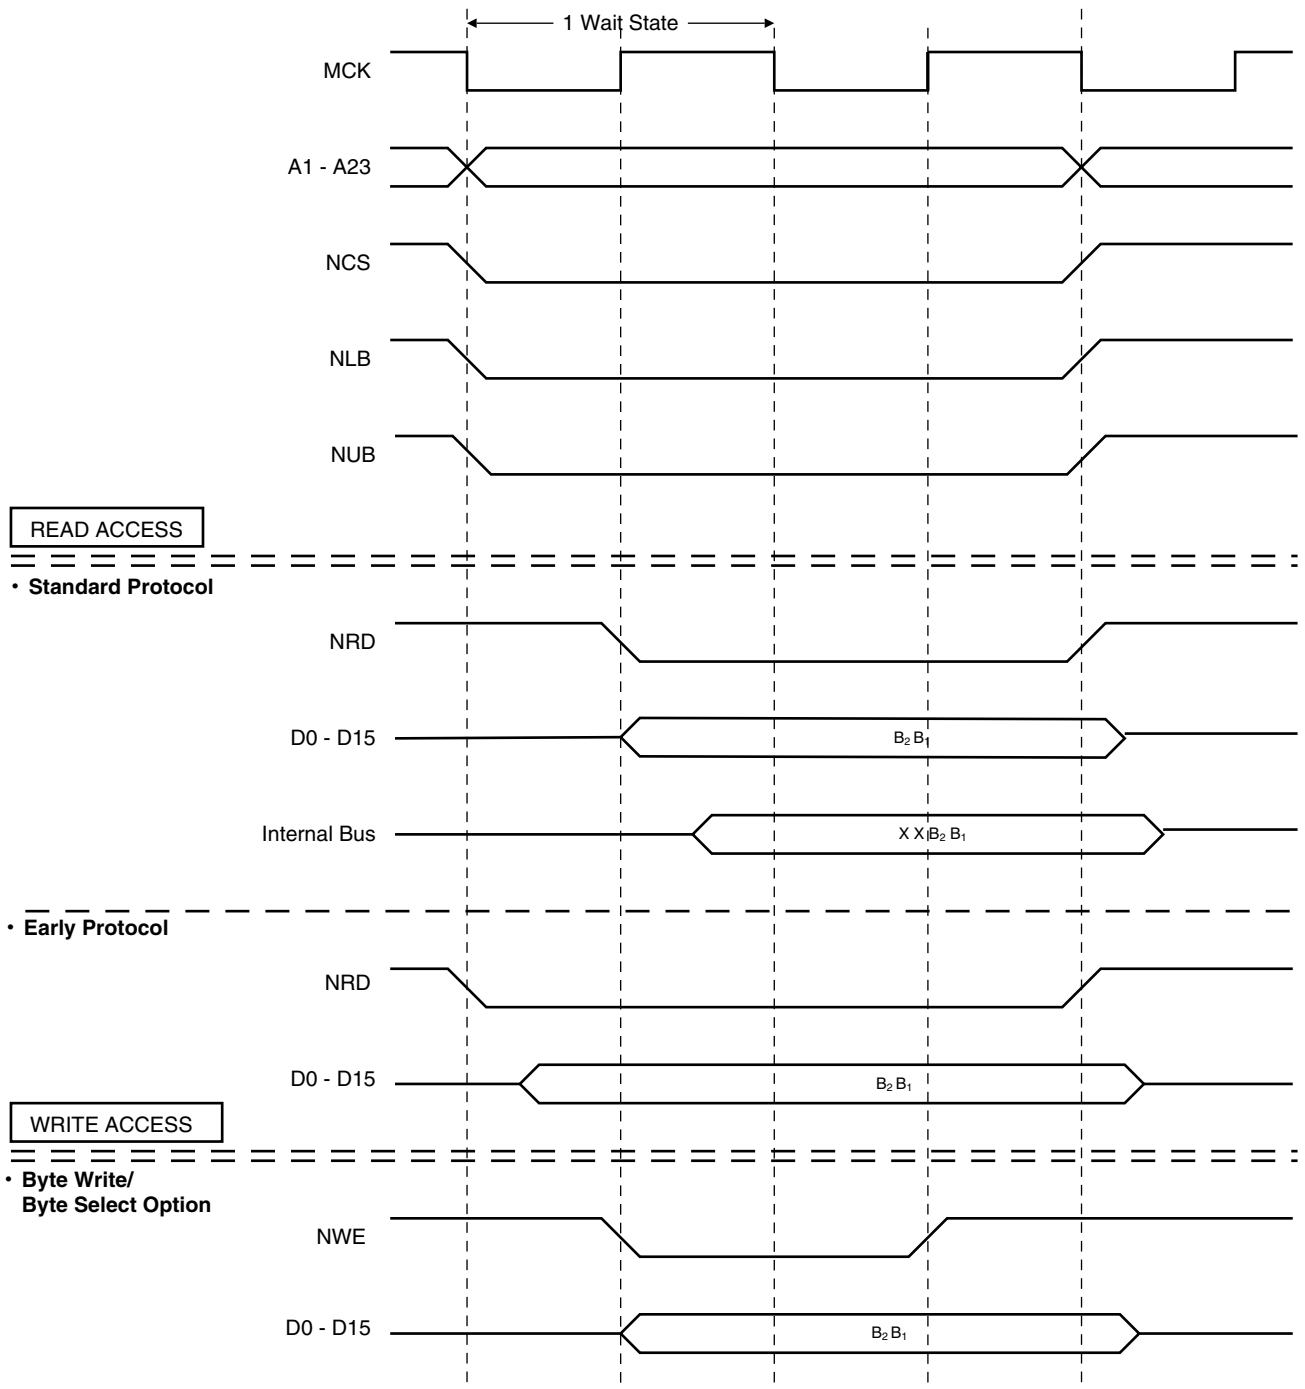 1 Wait State
MCK
A1 - A23
NCS
NLB
NUB
READ ACCESS
• Standard Protocol
NRD
D0 - D15
B₂ B₁
Internal Bus
X X B₂ B₁
• Early Protocol
NRD
D0 - D15
B₂ B₁
WRITE ACCESS
• Byte Write/
Byte Select Option
NWE
D0 - D15
B₂ B₁